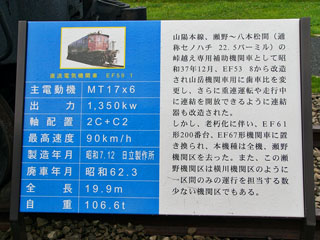 直流電気機関車 EF59 1
主電動機 MT17x6
出力 1,350kw
軸配置 2C+C2
最高速度 90km/h
製造年月 昭和7.12 日立製作所
廃車年月 昭和62.3
全長 19.9m
自重 106.6t
山陽本線、瀬野〜八本松間(通
称セノハチ 22.5パーミル)の
峠越え専用補助機関車として昭
和37年12月、EF53 8から改造
され山岳機関車用に歯車比を変
更し、さらに重連運転や走行中
に連結を開放できるように連結
器も改造された。
しかし、老朽化に伴い、EF61
形200番台、EF67形機関車に置
き換られ、本機種は全機、瀬野
機関区を去った。また、この瀬
野機関区は横川機関区のように
一区間のみの運行を担当する数
少ない機関区でもある。